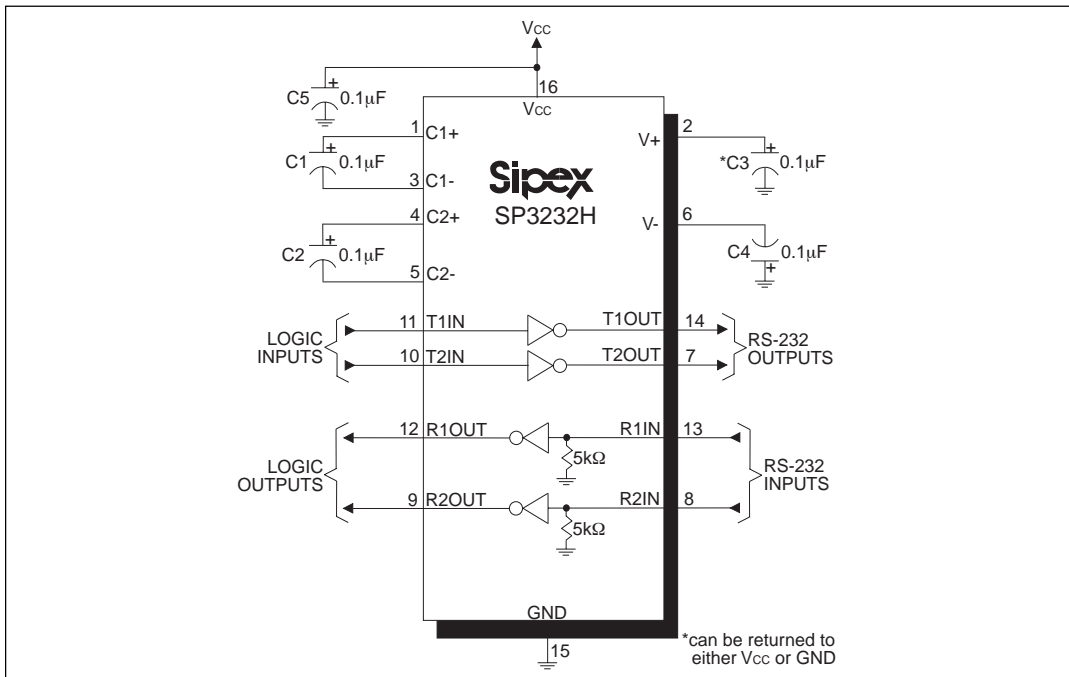 VCC
C5
+
0.1µF
16
VCC
1
C1+
C1
+
0.1µF
3
C1-
4
C2+
C2
+
0.1µF
5
C2-
Sipex
SP3232H
V+
2
*C3
+
0.1µF
V-
6
C4
0.1µF
+
LOGIC
INPUTS
11
T1IN
T1OUT
14
10
T2IN
T2OUT
7
RS-232
OUTPUTS
LOGIC
OUTPUTS
12
R1OUT
R1IN
13
5kΩ
9
R2OUT
R2IN
8
5kΩ
RS-232
INPUTS
GND
15
*can be returned to
either VCC or GND